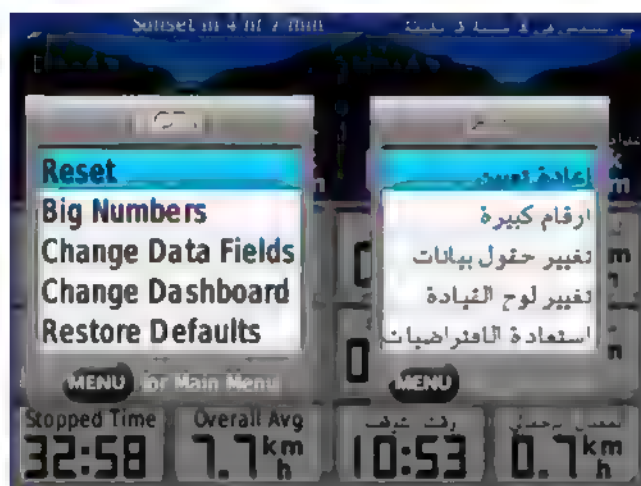 Sunset in 4 hr 7 min
Reset
Big Numbers
Change Data Fields
Change Dashboard
Restore Defaults
MENU for Main Menu
Stopped Time
Overall Avg
32:58
7.7 km h
إعادة تعيين
ارقام كبيرة
تغيير حقول بيانات
تغيير لوح القيادة
استعادة الافتراضيات
MENU
10:53
0.7 km h